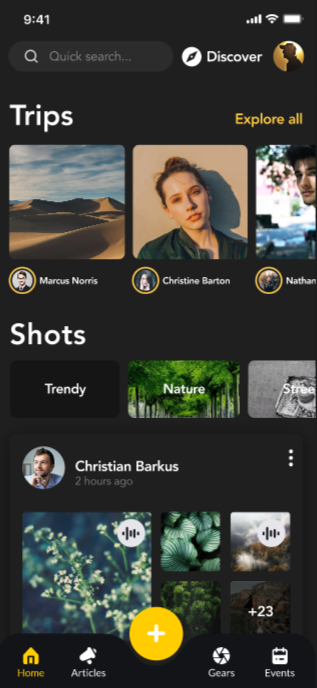 9:41
Quick search...
Discover
Trips
Explore all
Marcus Norris
Christine Barton
Nathan
Shots
Trendy
Nature
Stree
Christian Barkus
2 hours ago
+23
Home
Articles
Gears
Events